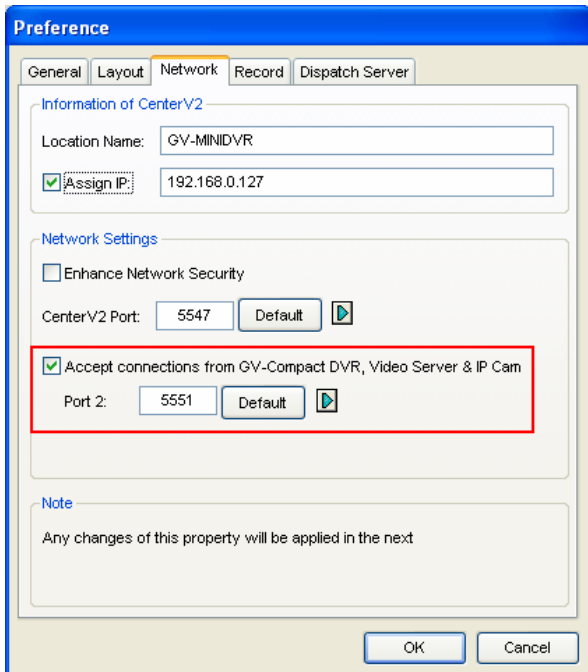 Preference
General Layout Network Record Dispatch Server
Information of CenterV2
Location Name: GV-MINIDVR
Assign IP: 192.168.0.127
Network Settings
Enhance Network Security
CenterV2 Port: 5547 Default
Accept connections from GV-Compact DVR, Video Server & IP Cam
Port 2: 5551 Default
Note
Any changes of this property will be applied in the next
OK Cancel